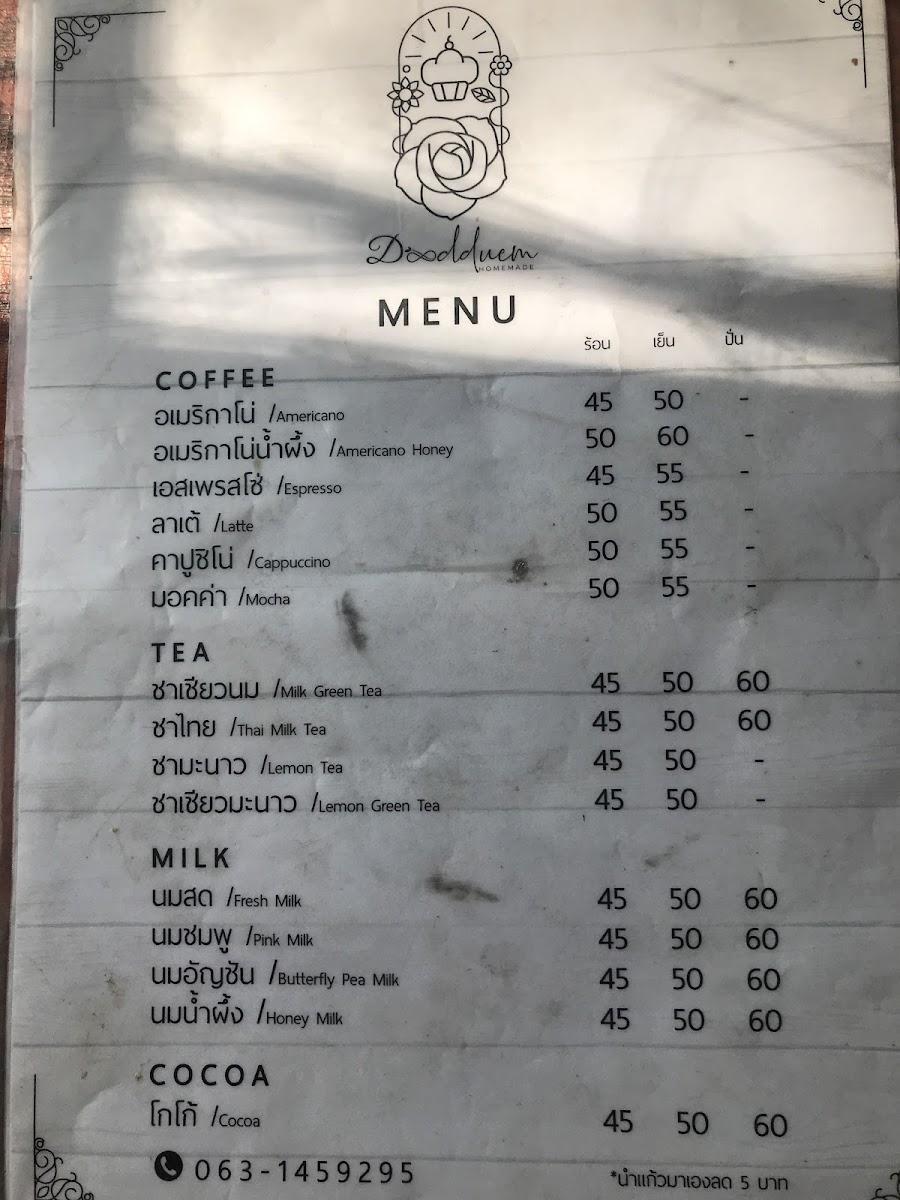 Doodduem
HOMEMADE
MENU
ร้อน เย็น ปั่น
COFFEE
อเมริกาโน่ /Americano 45 50 -
อเมริกาโน่น้ำผึ้ง /Americano Honey 50 60 -
เอสเพรสโซ่ /Espresso 45 55 -
ลาเต้ /Latte 50 55 -
คาปูชิโน่ /Cappuccino 50 55 -
มอคค่า /Mocha 50 55 -
TEA
ชาเขียวนม /Milk Green Tea 45 50 60
ชาไทย /Thai Milk Tea 45 50 60
ชามะนาว /Lemon Tea 45 50 -
ชาเขียวมะนาว /Lemon Green Tea 45 50 -
MILK
นมสด /Fresh Milk 45 50 60
นมชมพู /Pink Milk 45 50 60
นมอัญชัน /Butterfly Pea Milk 45 50 60
นมน้ำผึ้ง /Honey Milk 45 50 60
COCOA
โกโก้ /Cocoa 45 50 60
063-1459295
*นำแก้วมาเองลด 5 บาท